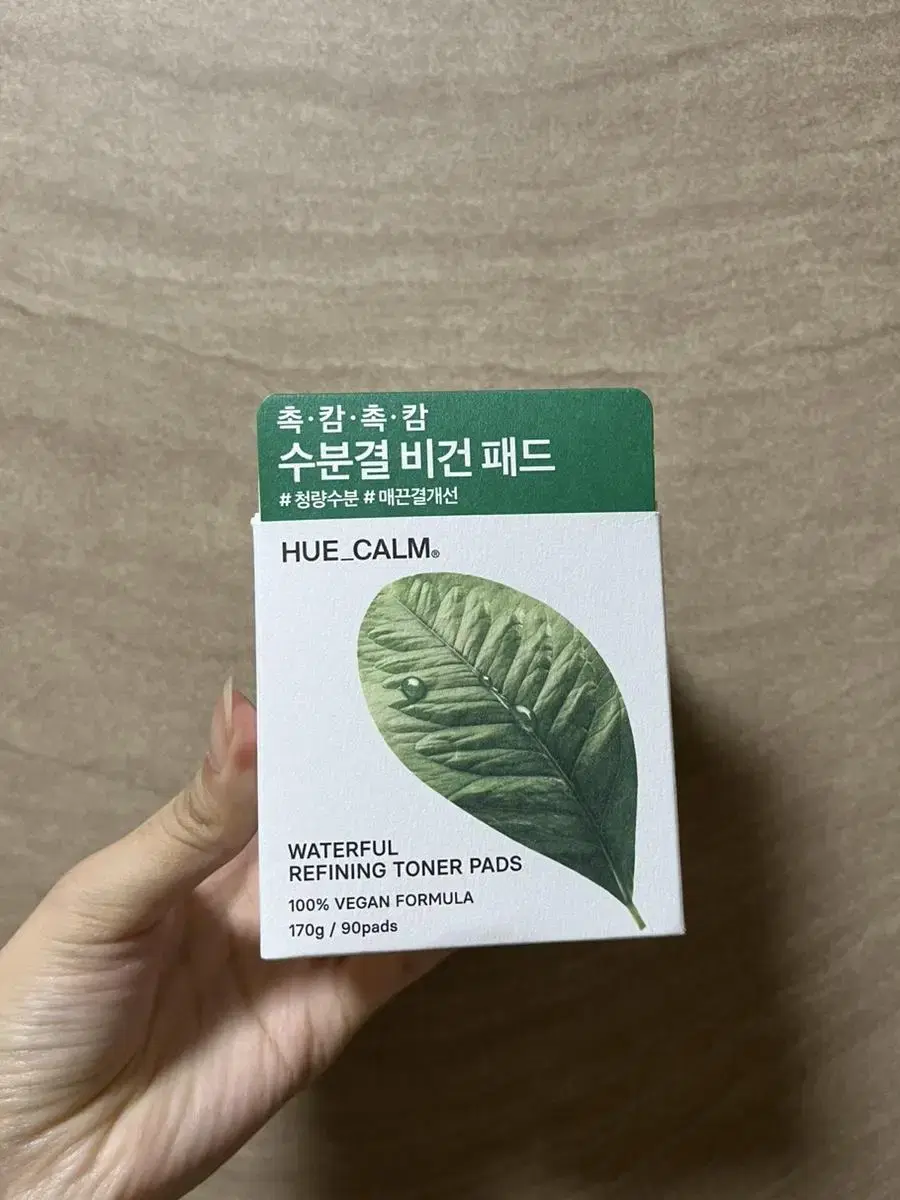 촉·캄·촉·캄
수분결 비건 패드
#청량수분 #매끈결개선
HUE_CALM®
WATERFUL
REFINING TONER PADS
100% VEGAN FORMULA
170g / 90pads